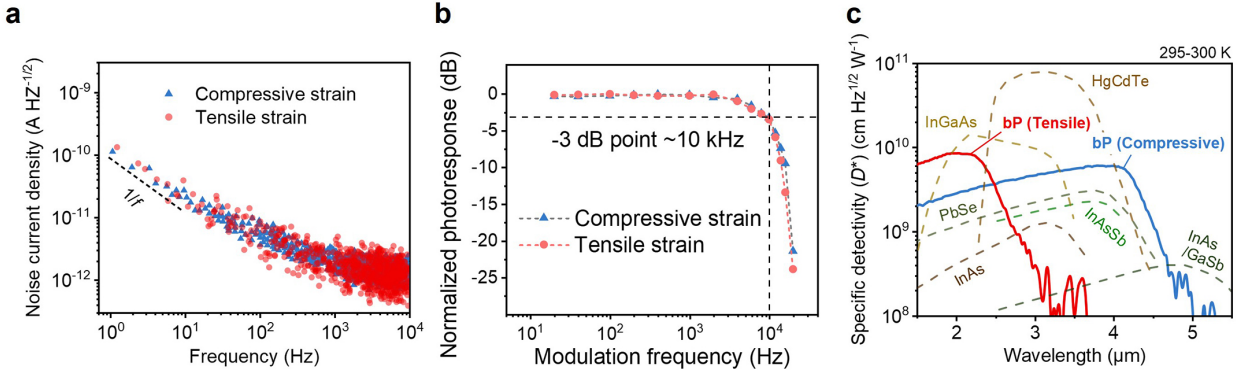 a
Noise current density (A HZ^-1/2)
10^-9
10^-10
10^-11
10^-12
Compressive strain
Tensile strain
1/f
10^0
10^1
10^2
10^3
10^4
Frequency (Hz)
b
Normalized photoresponse (dB)
0
-5
-10
-15
-20
-25
-3 dB point ~10 kHz
Compressive strain
Tensile strain
10^1
10^2
10^3
10^4
Modulation frequency (Hz)
c
295-300 K
Specific detectivity (D*) (cm Hz^1/2 W^-1)
10^11
10^10
10^9
10^8
HgCdTe
InGaAs
bP (Tensile)
bP (Compressive)
PbSe
InAsSb
InAs
InAs
/GaSb
2
3
4
5
Wavelength (μm)